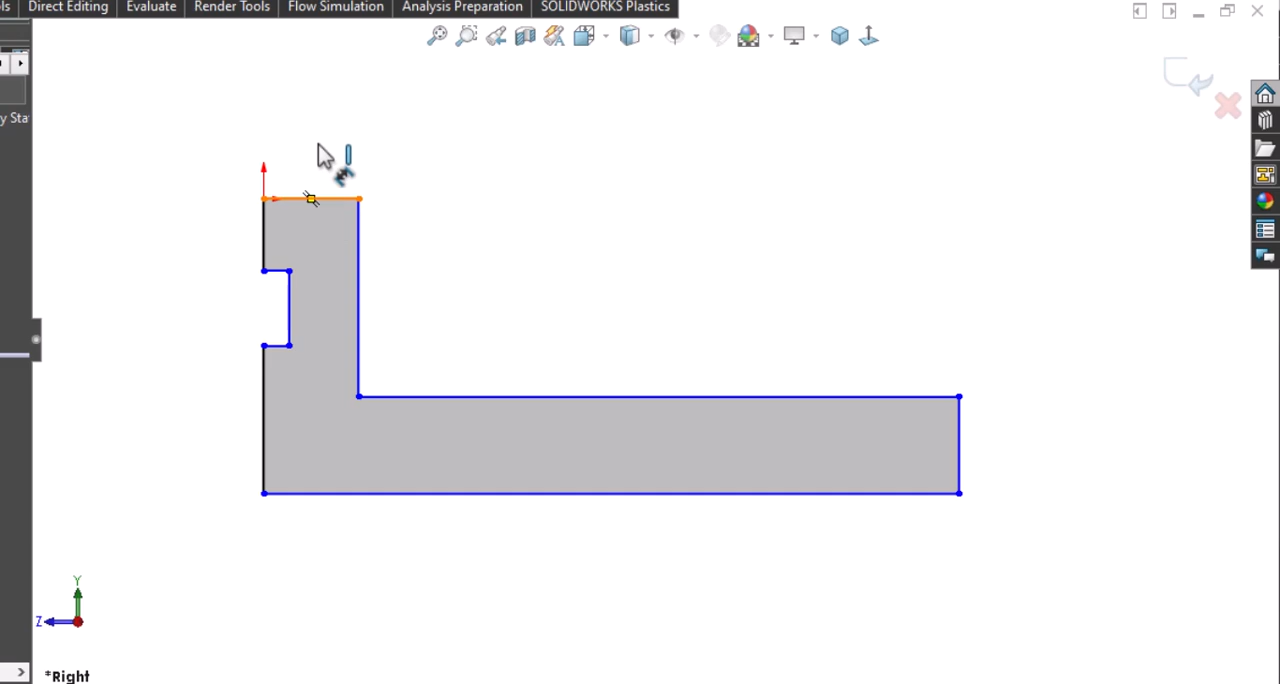 ls Direct Editing Evaluate Render Tools Flow Simulation Analysis Preparation SOLIDWORKS Plastics
y Sta
Y
Z
*Right